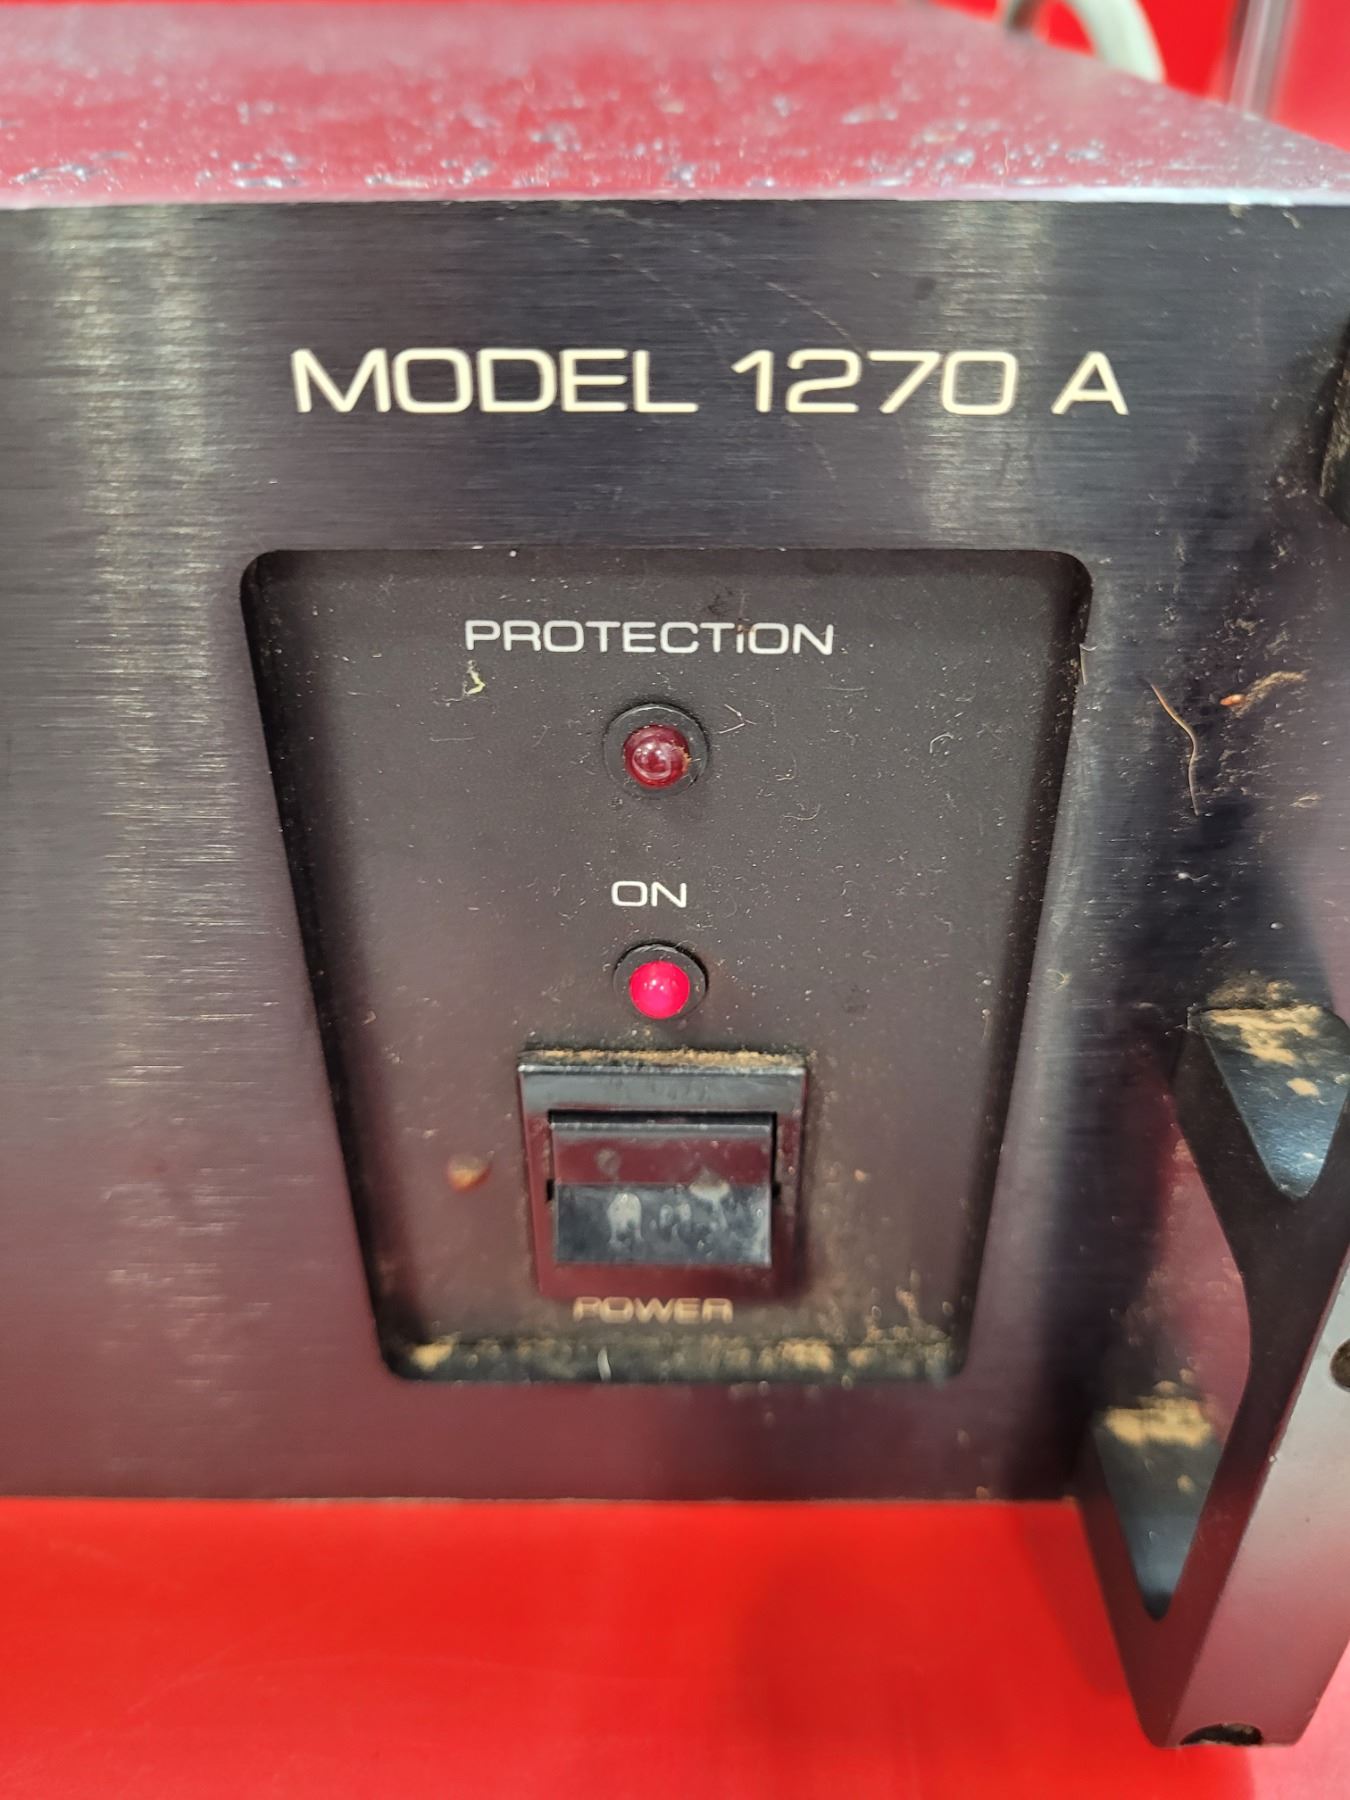 MODEL 1270 A
PROTECTION
ON
POWER